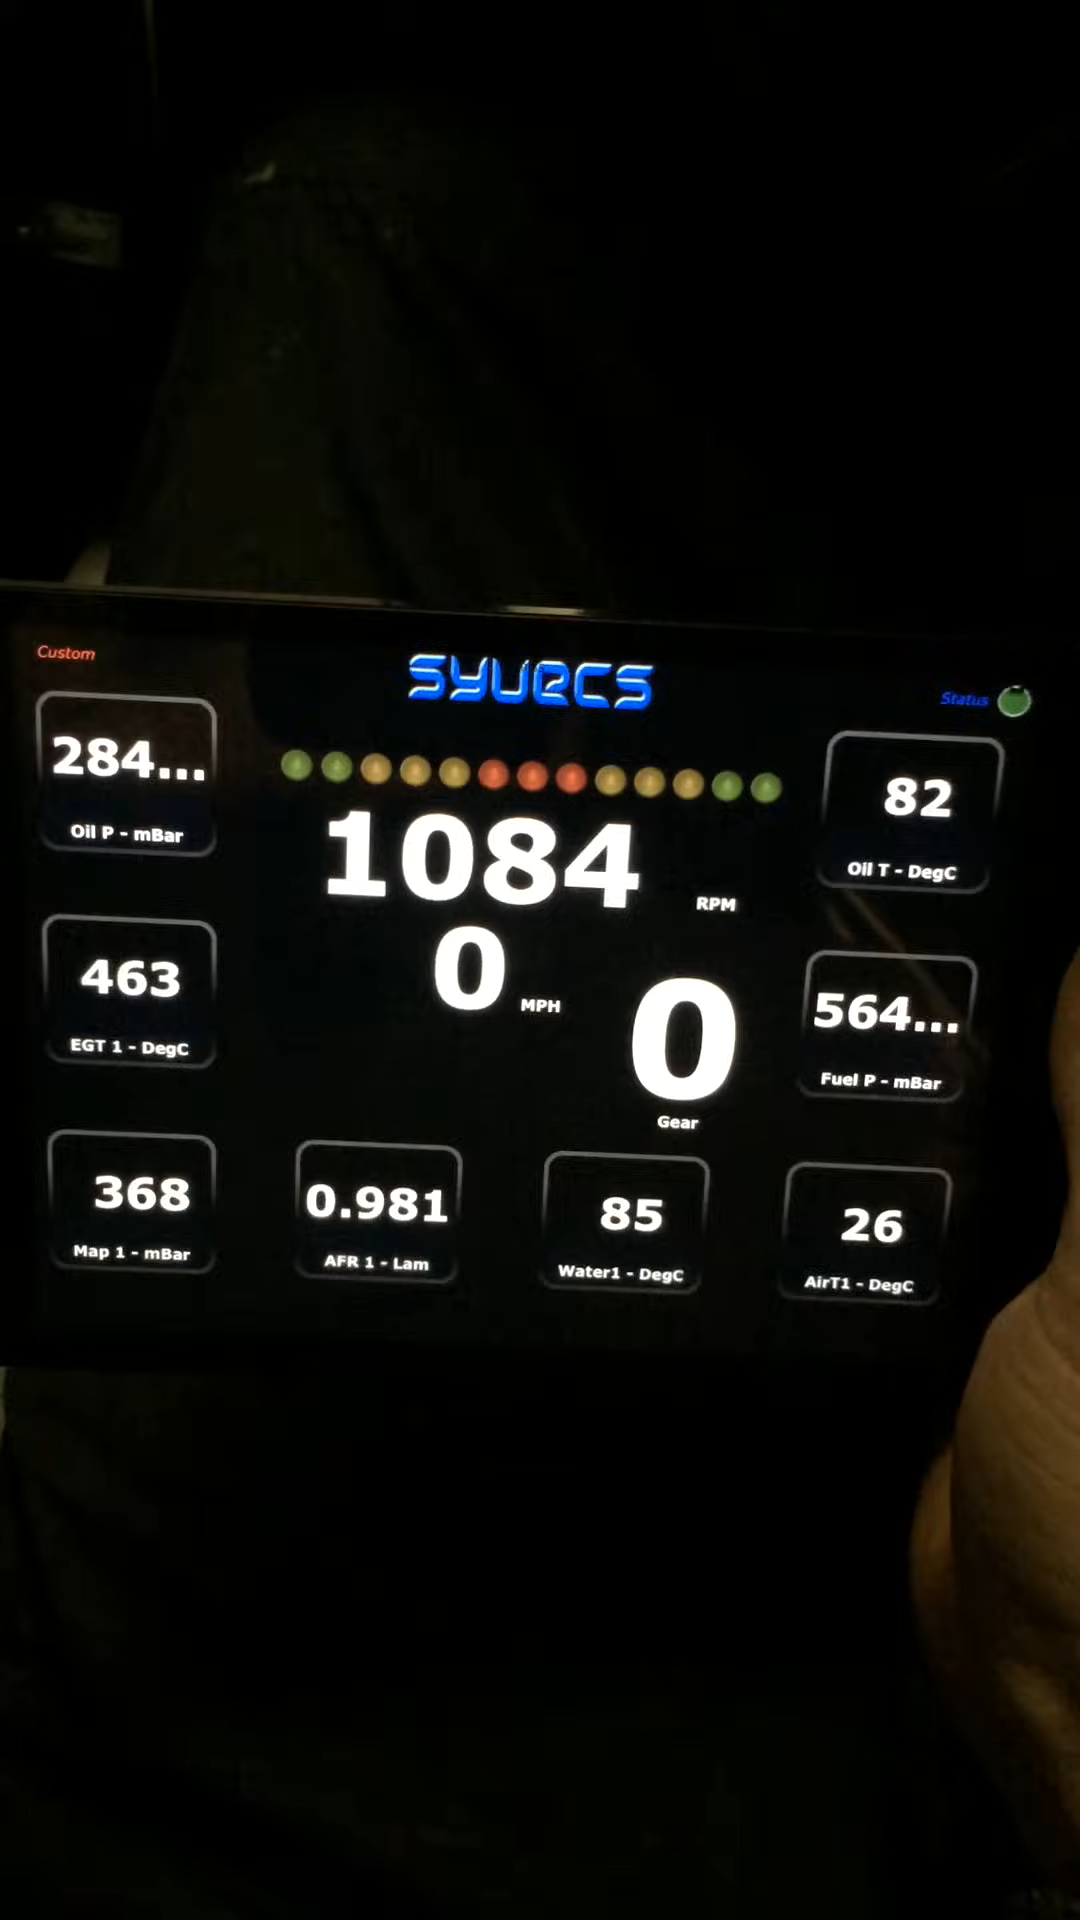 Custom
SYVECS
Status
284...
Oil P - mBar
82
Oil T - DegC
1084
RPM
463
EGT 1 - DegC
0
MPH
0
Gear
564...
Fuel P - mBar
368
Map 1 - mBar
0.981
AFR 1 - Lam
85
Water1 - DegC
26
AirT1 - DegC